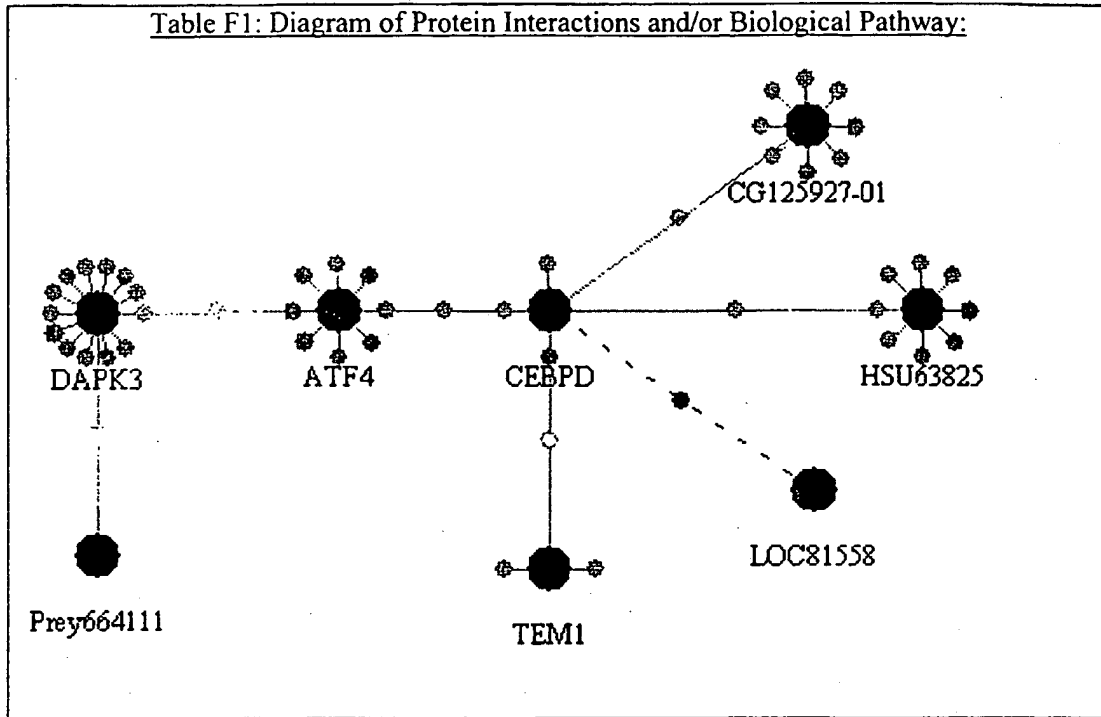 Table F1: Diagram of Protein Interactions and/or Biological Pathway:
CG125927-01
DAPK3
ATF4
CEBPD
HSU63825
LOC81558
Prey664111
TEM1